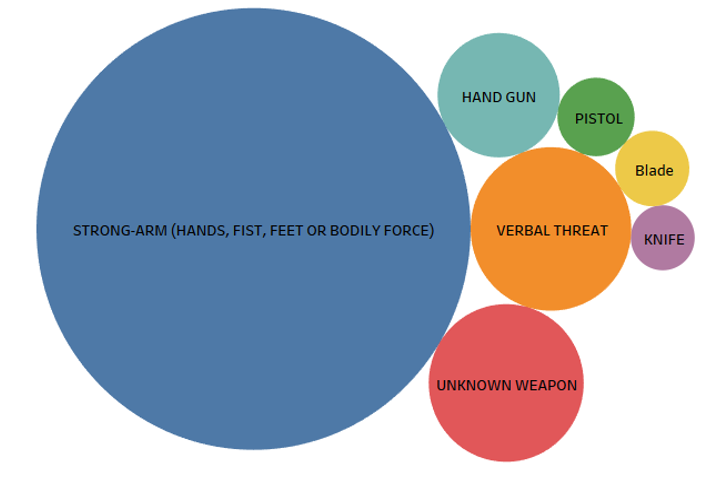 HAND GUN
PISTOL
Blade
STRONG-ARM (HANDS, FIST, FEET OR BODILY FORCE)
VERBAL THREAT
KNIFE
UNKNOWN WEAPON